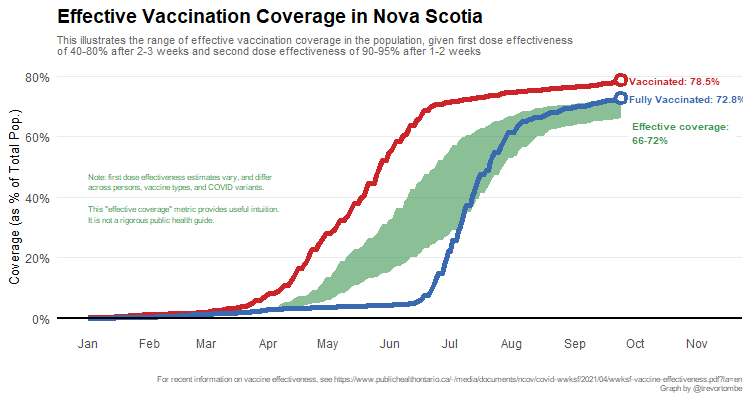 Effective Vaccination Coverage in Nova Scotia
This illustrates the range of effective vaccination coverage in the population, given first dose effectiveness
of 40-80% after 2-3 weeks and second dose effectiveness of 90-95% after 1-2 weeks
Coverage (as % of Total Pop.)
80%
60%
40%
20%
0%
Vaccinated: 78.5%
Fully Vaccinated: 72.8%
Effective coverage:
66-72%
Note: first dose effectiveness estimates vary, and differ
across persons, vaccine types, and COVID variants.
This "effective coverage" metric provides useful intuition.
It is not a rigorous public health guide.
Jan Feb Mar Apr May Jun Jul Aug Sep Oct Nov
For recent information on vaccine effectiveness, see https://www.publichealthontario.ca/-/media/documents/ncov/covid-wwksf/2021/04/wwksf-vaccine-effectiveness.pdf?la=en
Graph by @trevortombe